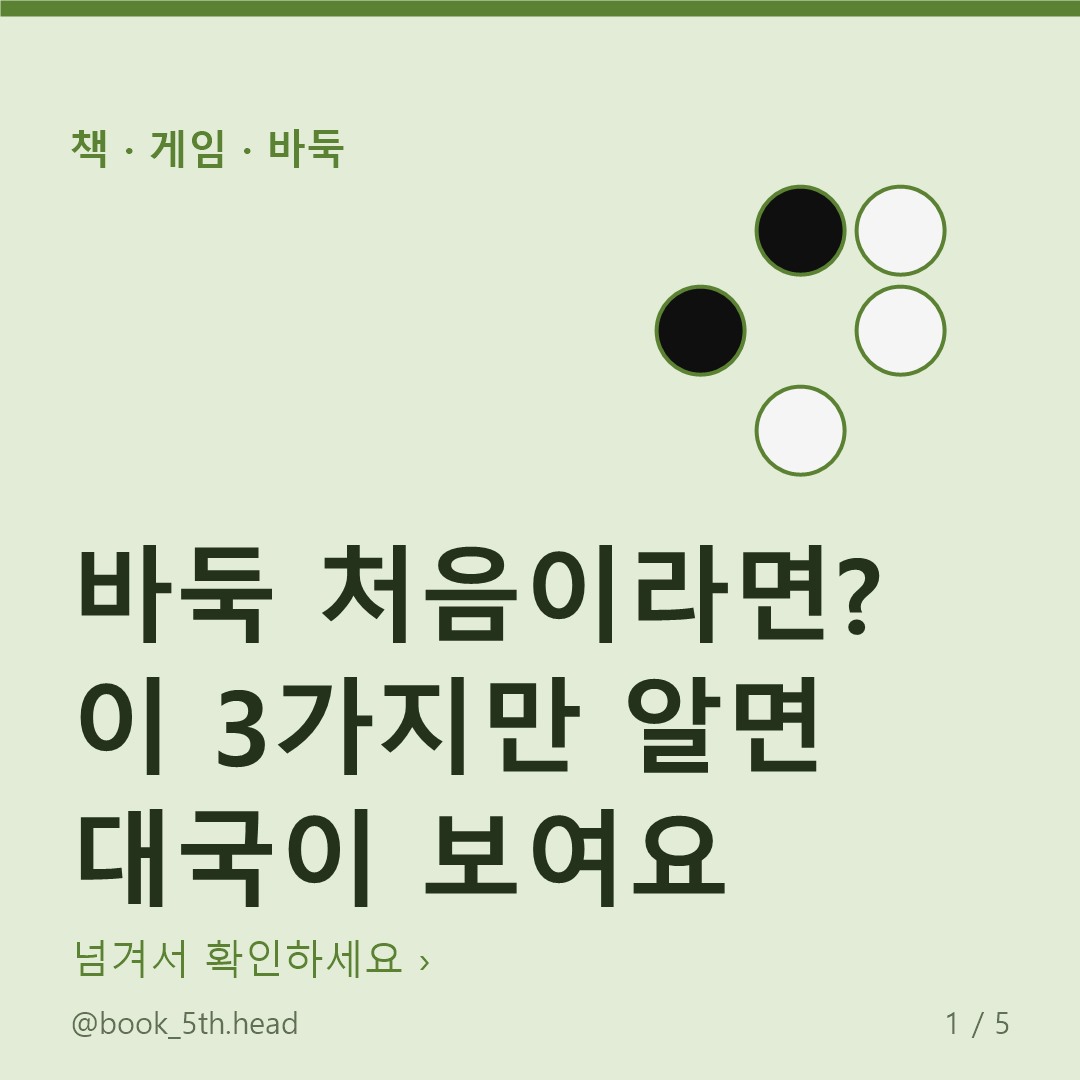 책 · 게임 · 바둑
바둑 처음이라면?
이 3가지만 알면
대국이 보여요
넘겨서 확인하세요 ›
@book_5th.head
1 / 5